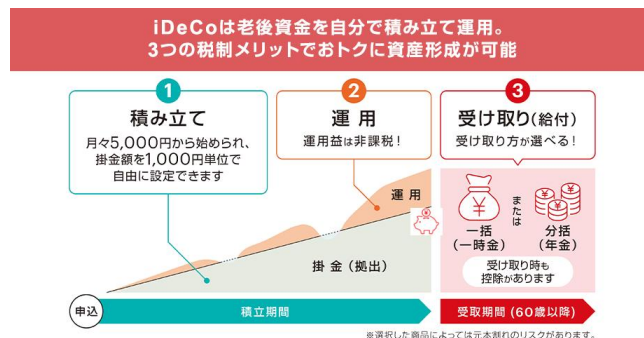 iDeCoは老後資金を自分で積み立て運用。
3つの税制メリットでおトクに資産形成が可能
1
積み立て
月々5,000円から始められ、
掛金額を1,000円単位で
自由に設定できます
2
運用
運用益は非課税！
3
受け取り(給付)
受け取り方が選べる！
運用
掛金(拠出)
¥
一括
(一時金)
または
¥
分括
(年金)
受け取り時も
控除があります
申込
積立期間
受取期間(60歳以降)
※選択した商品によっては元本割れのリスクがあります。